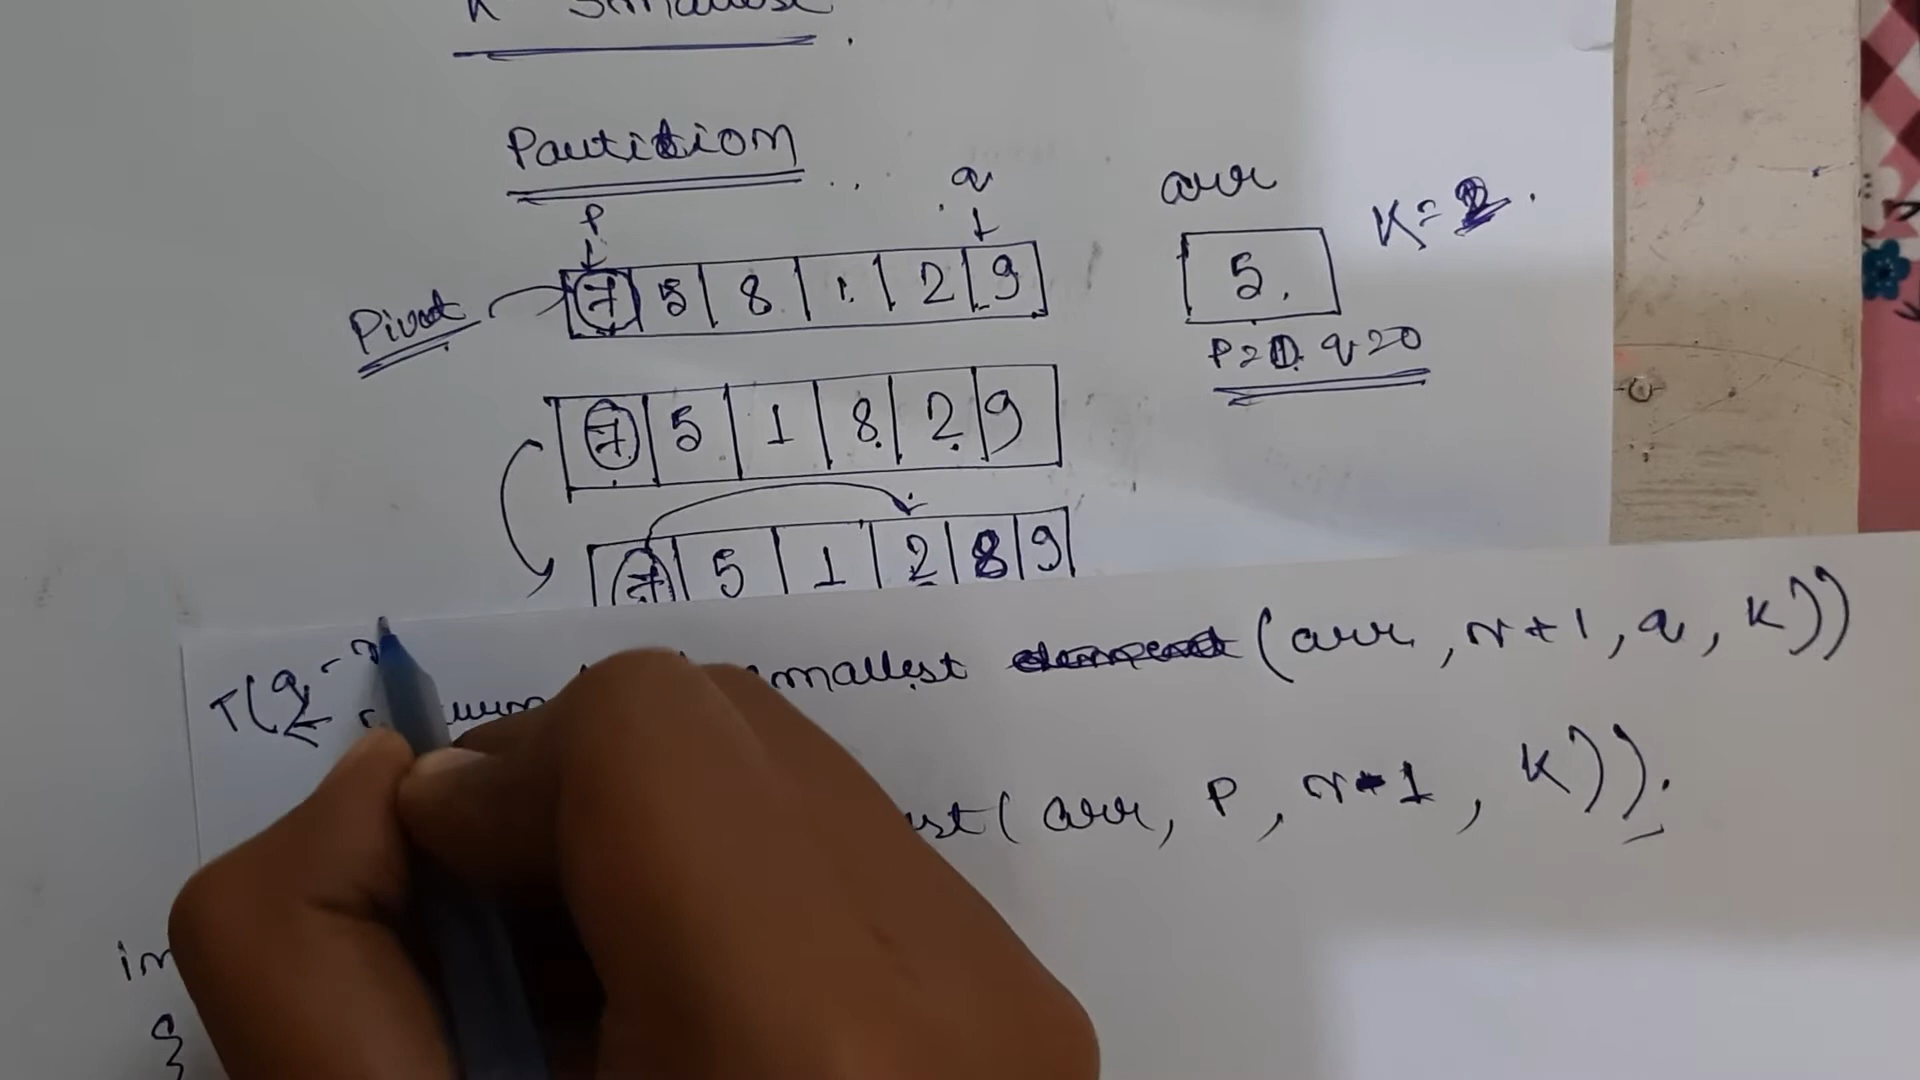 K Smallest
Partition
P q arr K=2.
Pivot 7 5 8 1 2 9 5.
P=0. q=0
7 5 1 8 2 9
7 5 1 2 8 9
T(q-r
smallest (arr, r+1, q, K))
(arr, P, r-1, K)).
{